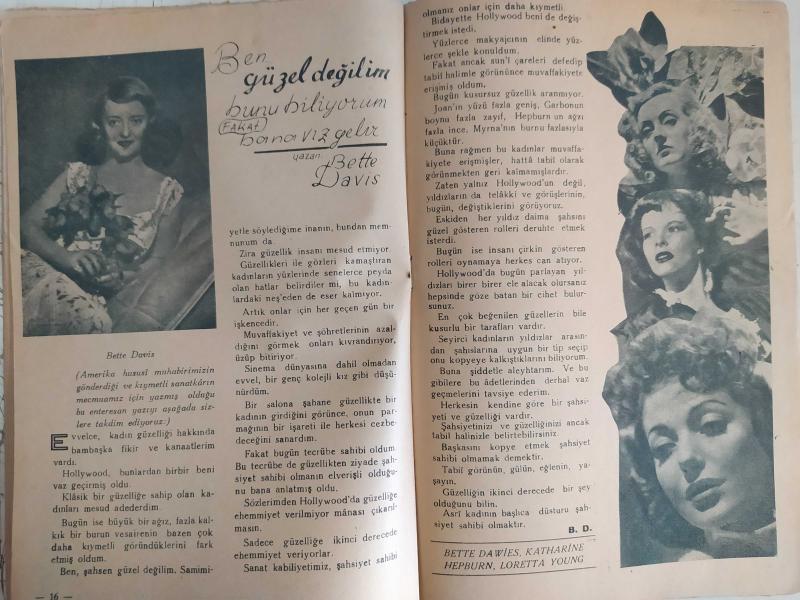 Ben
güzel değilim
bunu biliyorum
(FAKAT)
bana vız gelır
yazan: Bette
Davis
Bette Davis
(Amerika hususî muhabirimizin
gönderdiği ve kıymetli sanatkârın
mecmuamız için yazmış olduğu
bu enteresan yazıyı aşağıda siz-
lere takdim ediyoruz:)
Evvelce, kadın güzelliği hakkında
bambaşka fikir ve kanaatlerim
vardı.
Hollywood, bunlardan birbir beni
vaz geçirmiş oldu.
Klâsik bir güzelliğe sahip olan ka-
dınları mesud adederdim.
Bugün ise büyük bir ağız, fazla kal-
kık bir burun vesairenin bazen çok
daha kıymetli göründüklerini fark
etmiş oldum.
Ben, şahsen güzel değilim. Samimi-
— 16 —
yetle söylediğime inanın, bundan mem-
nunum da.
Zira güzellik insanı mesud etmiyor.
Güzellikleri ile gözleri kamaştıran
kadınların yüzlerinde senelerce peyda
olan hatlar belirdiler mi, bu kadın-
lardaki neş'eden de eser kalmıyor.
Artık onlar için her geçen gün bir
işkencedir.
Muvaffakiyet ve şöhretlerinin azal-
dığını görmek onları kıvrandırıyor,
üzüp bitiriyor.
Sinema dünyasına dahil olmadan
evvel, bir genç kolejli kız gibi düşü-
nürdüm.
Bir salona şahane güzellikte bir
kadının girdiğini görünce, onun par-
mağının bir işareti ile herkesi cezbe-
deceğini sanardım.
Fakat bugün tecrübe sahibi oldum.
Bu tecrübe de güzellikten ziyade şah-
siyet sahibi olmanın elverişli olduğu-
nu bana anlatmış oldu.
Sözlerimden Hollywood'da güzelliğe
ehemmiyet verilmiyor mânası çıkarıl-
masın.
Sadece güzelliğe ikinci derecede
ehemmiyet veriyorlar.
Sanat kabiliyetimiz, şahsiyet sahibi
olmanız onlar için daha kıymetli.
Bidayette Hollywood beni de değiş-
tirmek istedi.
Yüzlerce makyajcının elinde yüz-
lerce şekle konuldum.
Fakat ancak sun'î çareleri defedip
tabiî halimle görününce muvaffakiyete
erişmiş oldum.
Bugün kusursuz güzellik aranmıyor.
Joan'ın yüzü fazla geniş, Garbonun
boynu fazla zayıf, Hepburn'un ağzı
fazla ince. Myrna'nın burnu fazlasıyla
küçüktür.
Buna rağmen bu kadınlar muvaffa-
kiyete erişmişler, hattâ tabiî olarak
görünmekten geri kalmamışlardır.
Zaten yalnız Hollywood'un değil,
yıldızların da telâkki ve görüşlerinin,
bugün, değiştiklerini görüyoruz.
Eskiden her yıldız daima şahsını
güzel gösteren rolleri deruhte etmek
isterdi.
Bugün ise insanı çirkin gösteren
rolleri oynamaya herkes can atıyor.
Hollywood'da bugün parlayan yıl-
dızları birer birer ele alacak olursanız
hepsinde göze batan bir cihet bulur-
sunuz.
En çok beğenilen güzellerin bile
kusurlu bir tarafları vardır.
Seyirci kadınların yıldızlar arasın-
dan şahıslarına uygun bir tip seçip
onu kopyeye kalkıştıklarını biliyorum.
Buna şiddetle aleyhtarım. Ve bu
gibilere bu âdetlerinden derhal vaz
geçmelerini tavsiye ederim.
Herkesin kendine göre bir şahsi-
yeti ve güzelliği vardır.
Şahsiyetinizi ve güzelliğinizi ancak
tabiî halinizle belirtebilirsiniz.
Başkasını kopye etmek şahsiyet
sahibi olmamak demektir.
Tabiî görünün, gülün, eğlenin, ya-
şayın.
Güzelliğin ikinci derecede bir şey
olduğunu bilin.
Asrî kadının başlıca düsturu şah-
siyet sahibi olmaktır.
B. D.
BETTE DAWİES, KATHARİNE
HEPBURN, LORETTA YOUNG